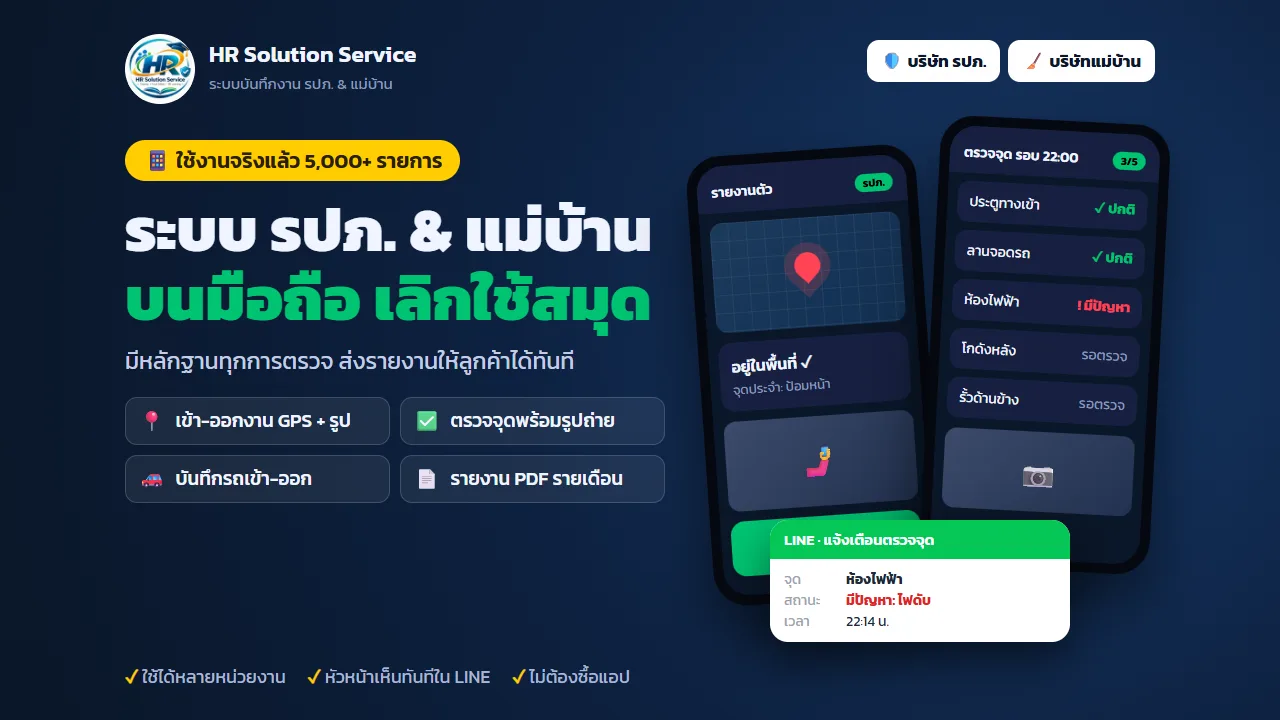 HR Solution Service
ระบบบันทึกงาน รปภ. & แม่บ้าน
HR
HR Solution Service
บริษัท รปภ.
บริษัทแม่บ้าน
ใช้งานจริงแล้ว 5,000+ รายการ
ระบบ รปภ. & แม่บ้าน
บนมือถือ เลิกใช้สมุด
มีหลักฐานทุกการตรวจ ส่งรายงานให้ลูกค้าได้ทันที
เข้า-ออกงาน GPS + รูป
ตรวจจุดพร้อมรูปถ่าย
บันทึกรถเข้า-ออก
รายงาน PDF รายเดือน
✓ ใช้ได้หลายหน่วยงาน
✓ หัวหน้าเห็นทันทีใน LINE
✓ ไม่ต้องซื้อแอป
รายงานตัว
รปภ.
อยู่ในพื้นที่ ✓
จุดประจำ: ป้อมหน้า
ตรวจจุด รอบ 22:00
3/5
ประตูทางเข้า ✓ ปกติ
ลานจอดรถ ✓ ปกติ
ห้องไฟฟ้า ! มีปัญหา
โกดังหลัง รอตรวจ
รั้วด้านข้าง รอตรวจ
LINE · แจ้งเตือนตรวจจุด
จุด ห้องไฟฟ้า
สถานะ มีปัญหา: ไฟดับ
เวลา 22:14 น.